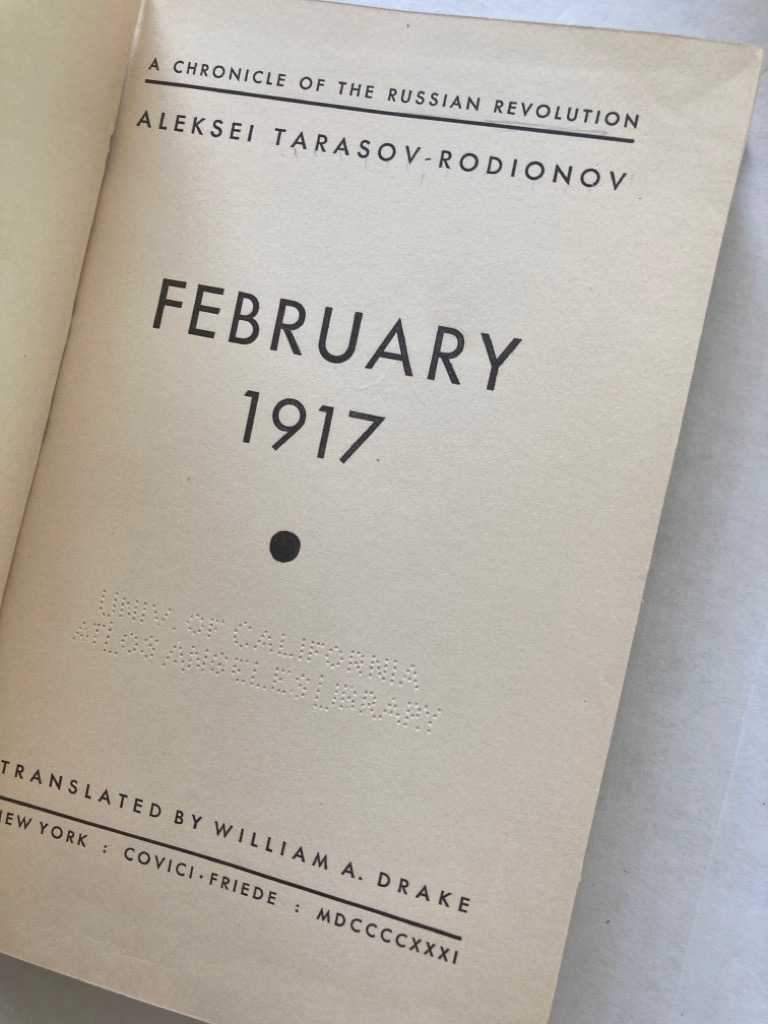 A CHRONICLE OF THE RUSSIAN REVOLUTION
ALEKSEI TARASOV-RODIONOV
FEBRUARY
1917
UNIV. OF CALIFORNIA
AT LOS ANGELES LIBRARY
TRANSLATED BY WILLIAM A. DRAKE
NEW YORK : COVICI · FRIEDE : MDCCCCXXXI